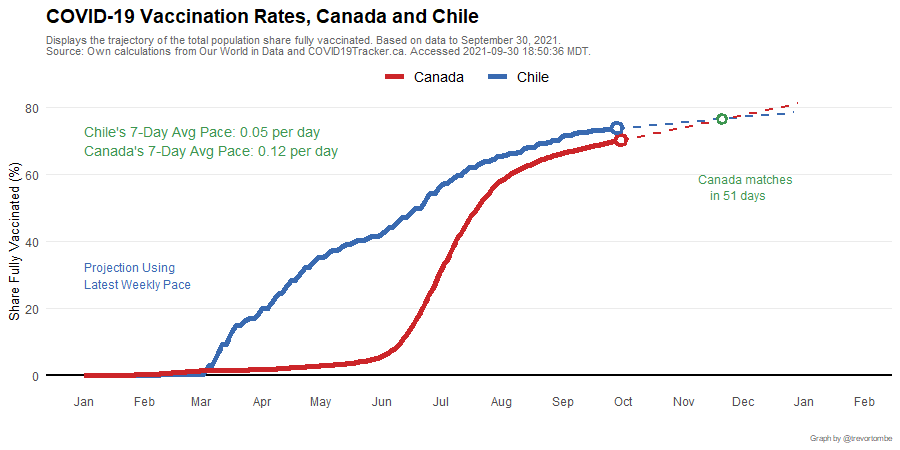 COVID-19 Vaccination Rates, Canada and Chile
Displays the trajectory of the total population share fully vaccinated. Based on data to September 30, 2021.
Source: Own calculations from Our World in Data and COVID19Tracker.ca. Accessed 2021-09-30 18:50:36 MDT.
Canada
Chile
Share Fully Vaccinated (%)
80
60
40
20
0
Chile's 7-Day Avg Pace: 0.05 per day
Canada's 7-Day Avg Pace: 0.12 per day
Canada matches
in 51 days
Projection Using
Latest Weekly Pace
Jan Feb Mar Apr May Jun Jul Aug Sep Oct Nov Dec Jan Feb
Graph by @trevortombe